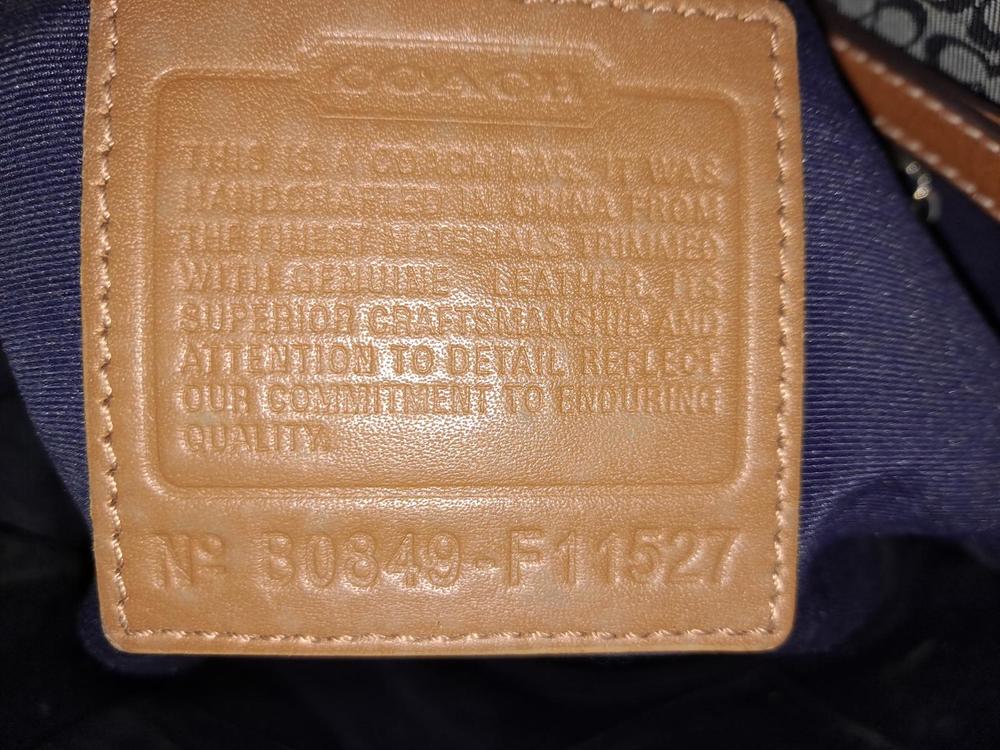 COACH
THIS IS A COACH BAG. IT WAS
HANDCRAFTED IN CHINA FROM
THE FINEST MATERIALS TRIMMED
WITH GENUINE LEATHER. ITS
SUPERIOR CRAFTSMANSHIP AND
ATTENTION TO DETAIL REFLECT
OUR COMMITMENT TO ENDURING
QUALITY.
Nº 80849-F11527